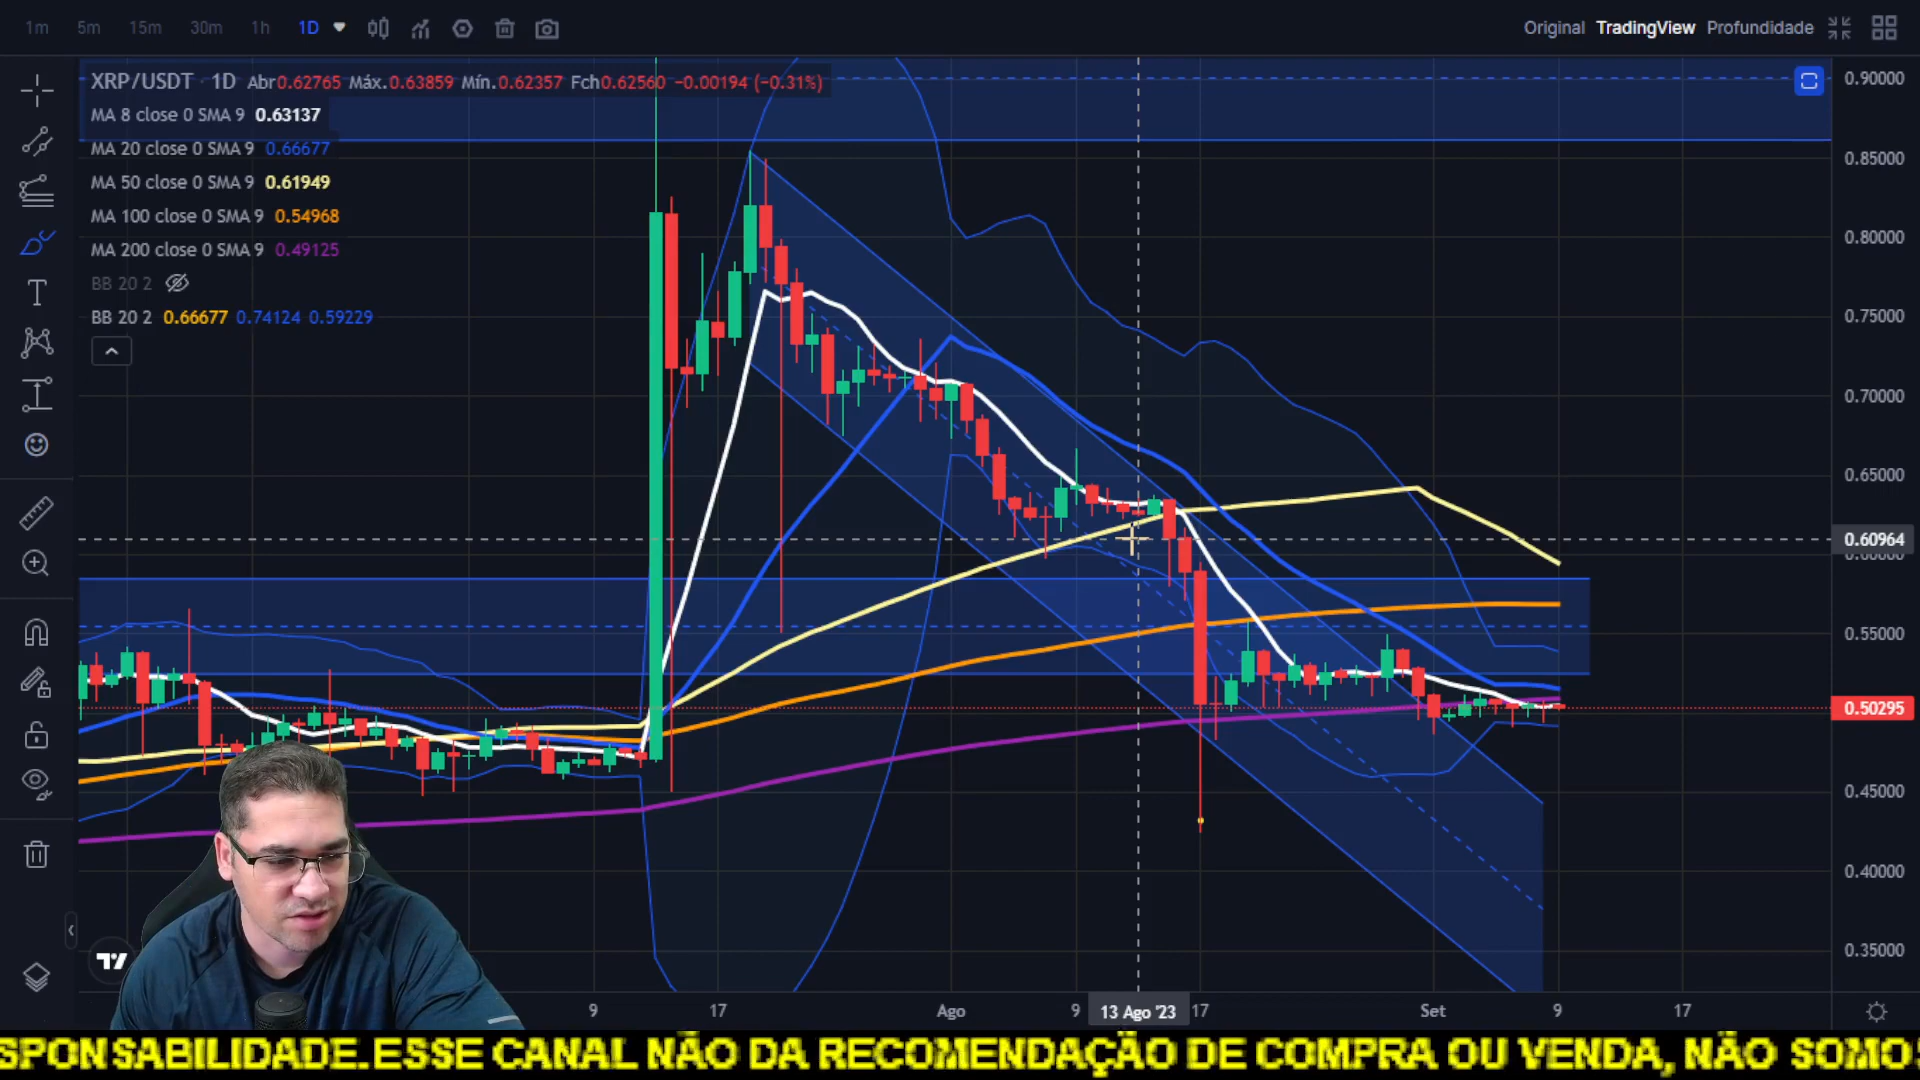 1m 5m 15m 30m 1h 1D Original TradingView Profundidade
XRP/USDT · 1D Abr0.62765 Máx.0.63859 Mín.0.62357 Fch0.62560 −0.00194 (−0.31%)
MA 8 close 0 SMA 9 0.63137
MA 20 close 0 SMA 9 0.66677
MA 50 close 0 SMA 9 0.61949
MA 100 close 0 SMA 9 0.54968
MA 200 close 0 SMA 9 0.49125
BB 20 2
BB 20 2 0.66677 0.74124 0.59229
0.90000
0.85000
0.80000
0.75000
0.70000
0.65000
0.60964
0.60000
0.55000
0.50295
0.45000
0.40000
0.35000
9 17 Ago 9 13 Ago '23 17 Set 9 17
SPONSABILIDADE.ESSE CANAL NÃO DA RECOMENDAÇÃO DE COMPRA OU VENDA, NÃO SOMO